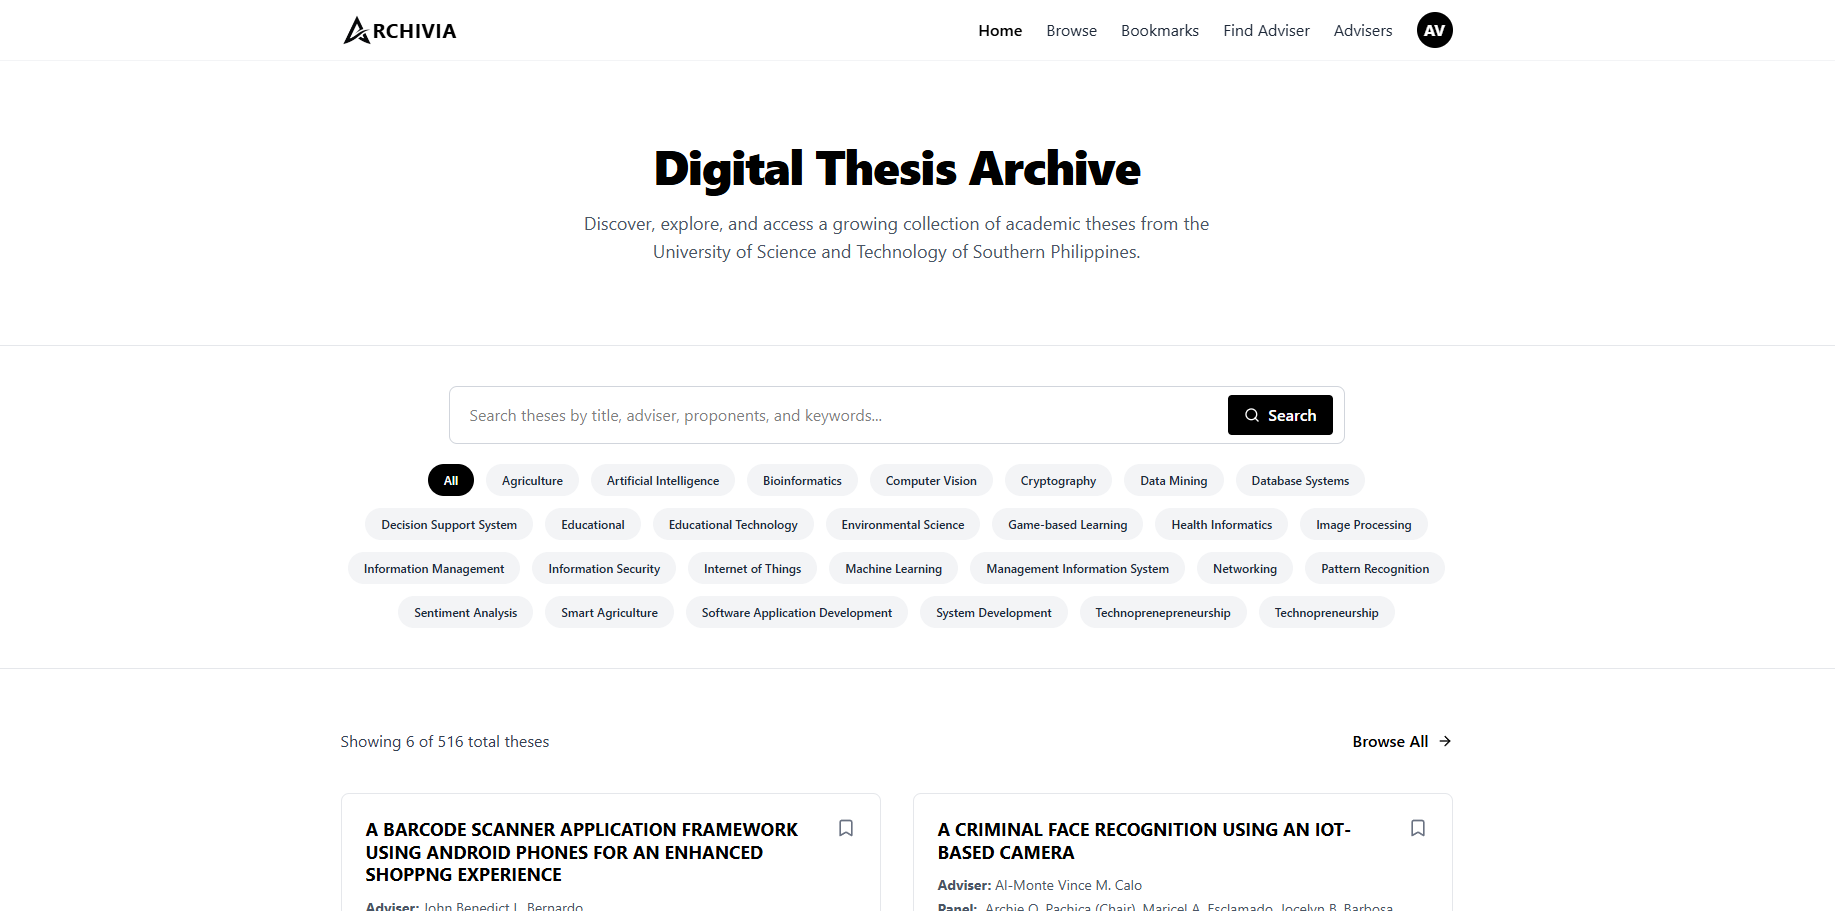 ARCHIVIA
Home Browse Bookmarks Find Adviser Advisers AV
Digital Thesis Archive
Discover, explore, and access a growing collection of academic theses from the
University of Science and Technology of Southern Philippines.
Search theses by title, adviser, proponents, and keywords... Search
All Agriculture Artificial Intelligence Bioinformatics Computer Vision Cryptography Data Mining Database Systems
Decision Support System Educational Educational Technology Environmental Science Game-based Learning Health Informatics Image Processing
Information Management Information Security Internet of Things Machine Learning Management Information System Networking Pattern Recognition
Sentiment Analysis Smart Agriculture Software Application Development System Development Technoprenepreneurship Technopreneurship
Showing 6 of 516 total theses Browse All
A BARCODE SCANNER APPLICATION FRAMEWORK
USING ANDROID PHONES FOR AN ENHANCED
SHOPPNG EXPERIENCE
Adviser: John Benedict L. Bernardo
A CRIMINAL FACE RECOGNITION USING AN IOT-
BASED CAMERA
Adviser: Al-Monte Vince M. Calo
Panel: Archie O. Pachica (Chair), Maricel A. Esclamado, Jocelyn B. Barbosa